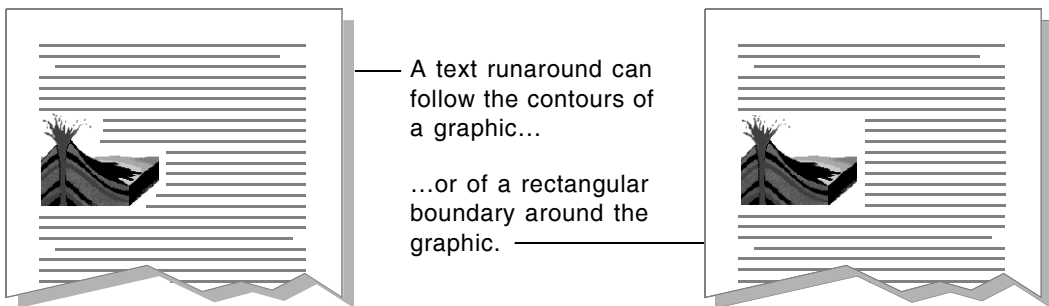 A text runaround can
follow the contours of
a graphic...
...or of a rectangular
boundary around the
graphic.